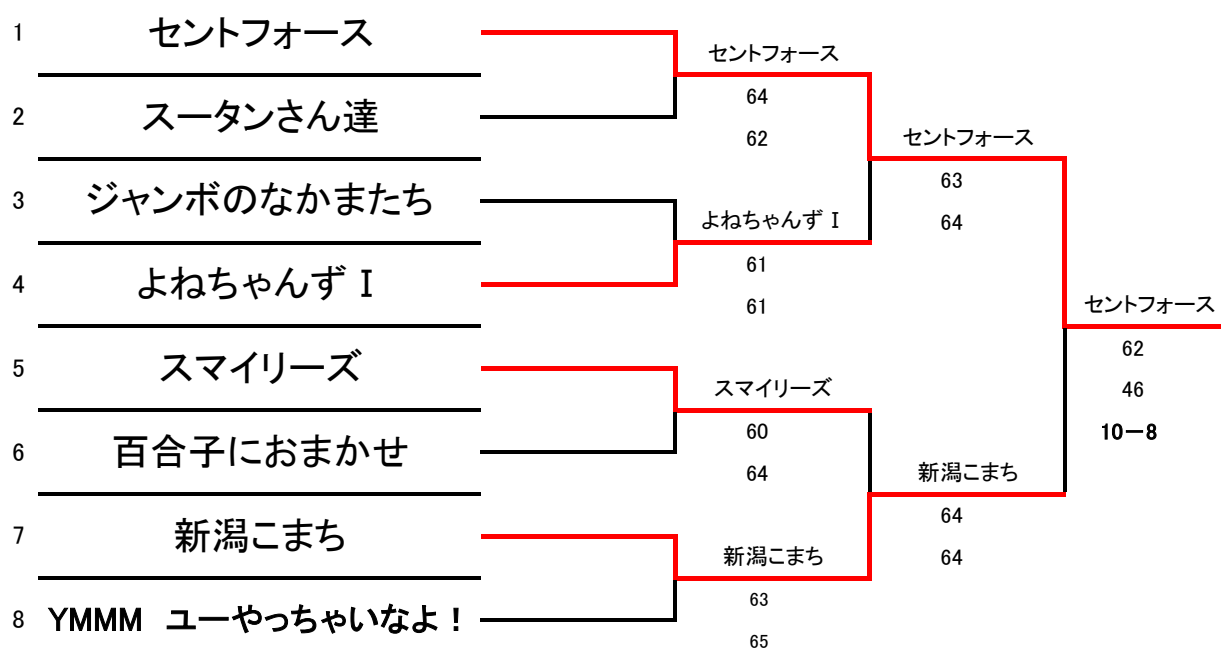 1 セントフォース
2 スータンさん達
3 ジャンボのなかまたち
4 よねちゃんず Ⅰ
5 スマイリーズ
6 百合子におまかせ
7 新潟こまち
8 YMMM　ユーやっちゃいなよ！
セントフォース
64
62
よねちゃんず Ⅰ
61
61
スマイリーズ
60
64
新潟こまち
63
65
セントフォース
63
64
新潟こまち
64
64
セントフォース
62
46
10－8